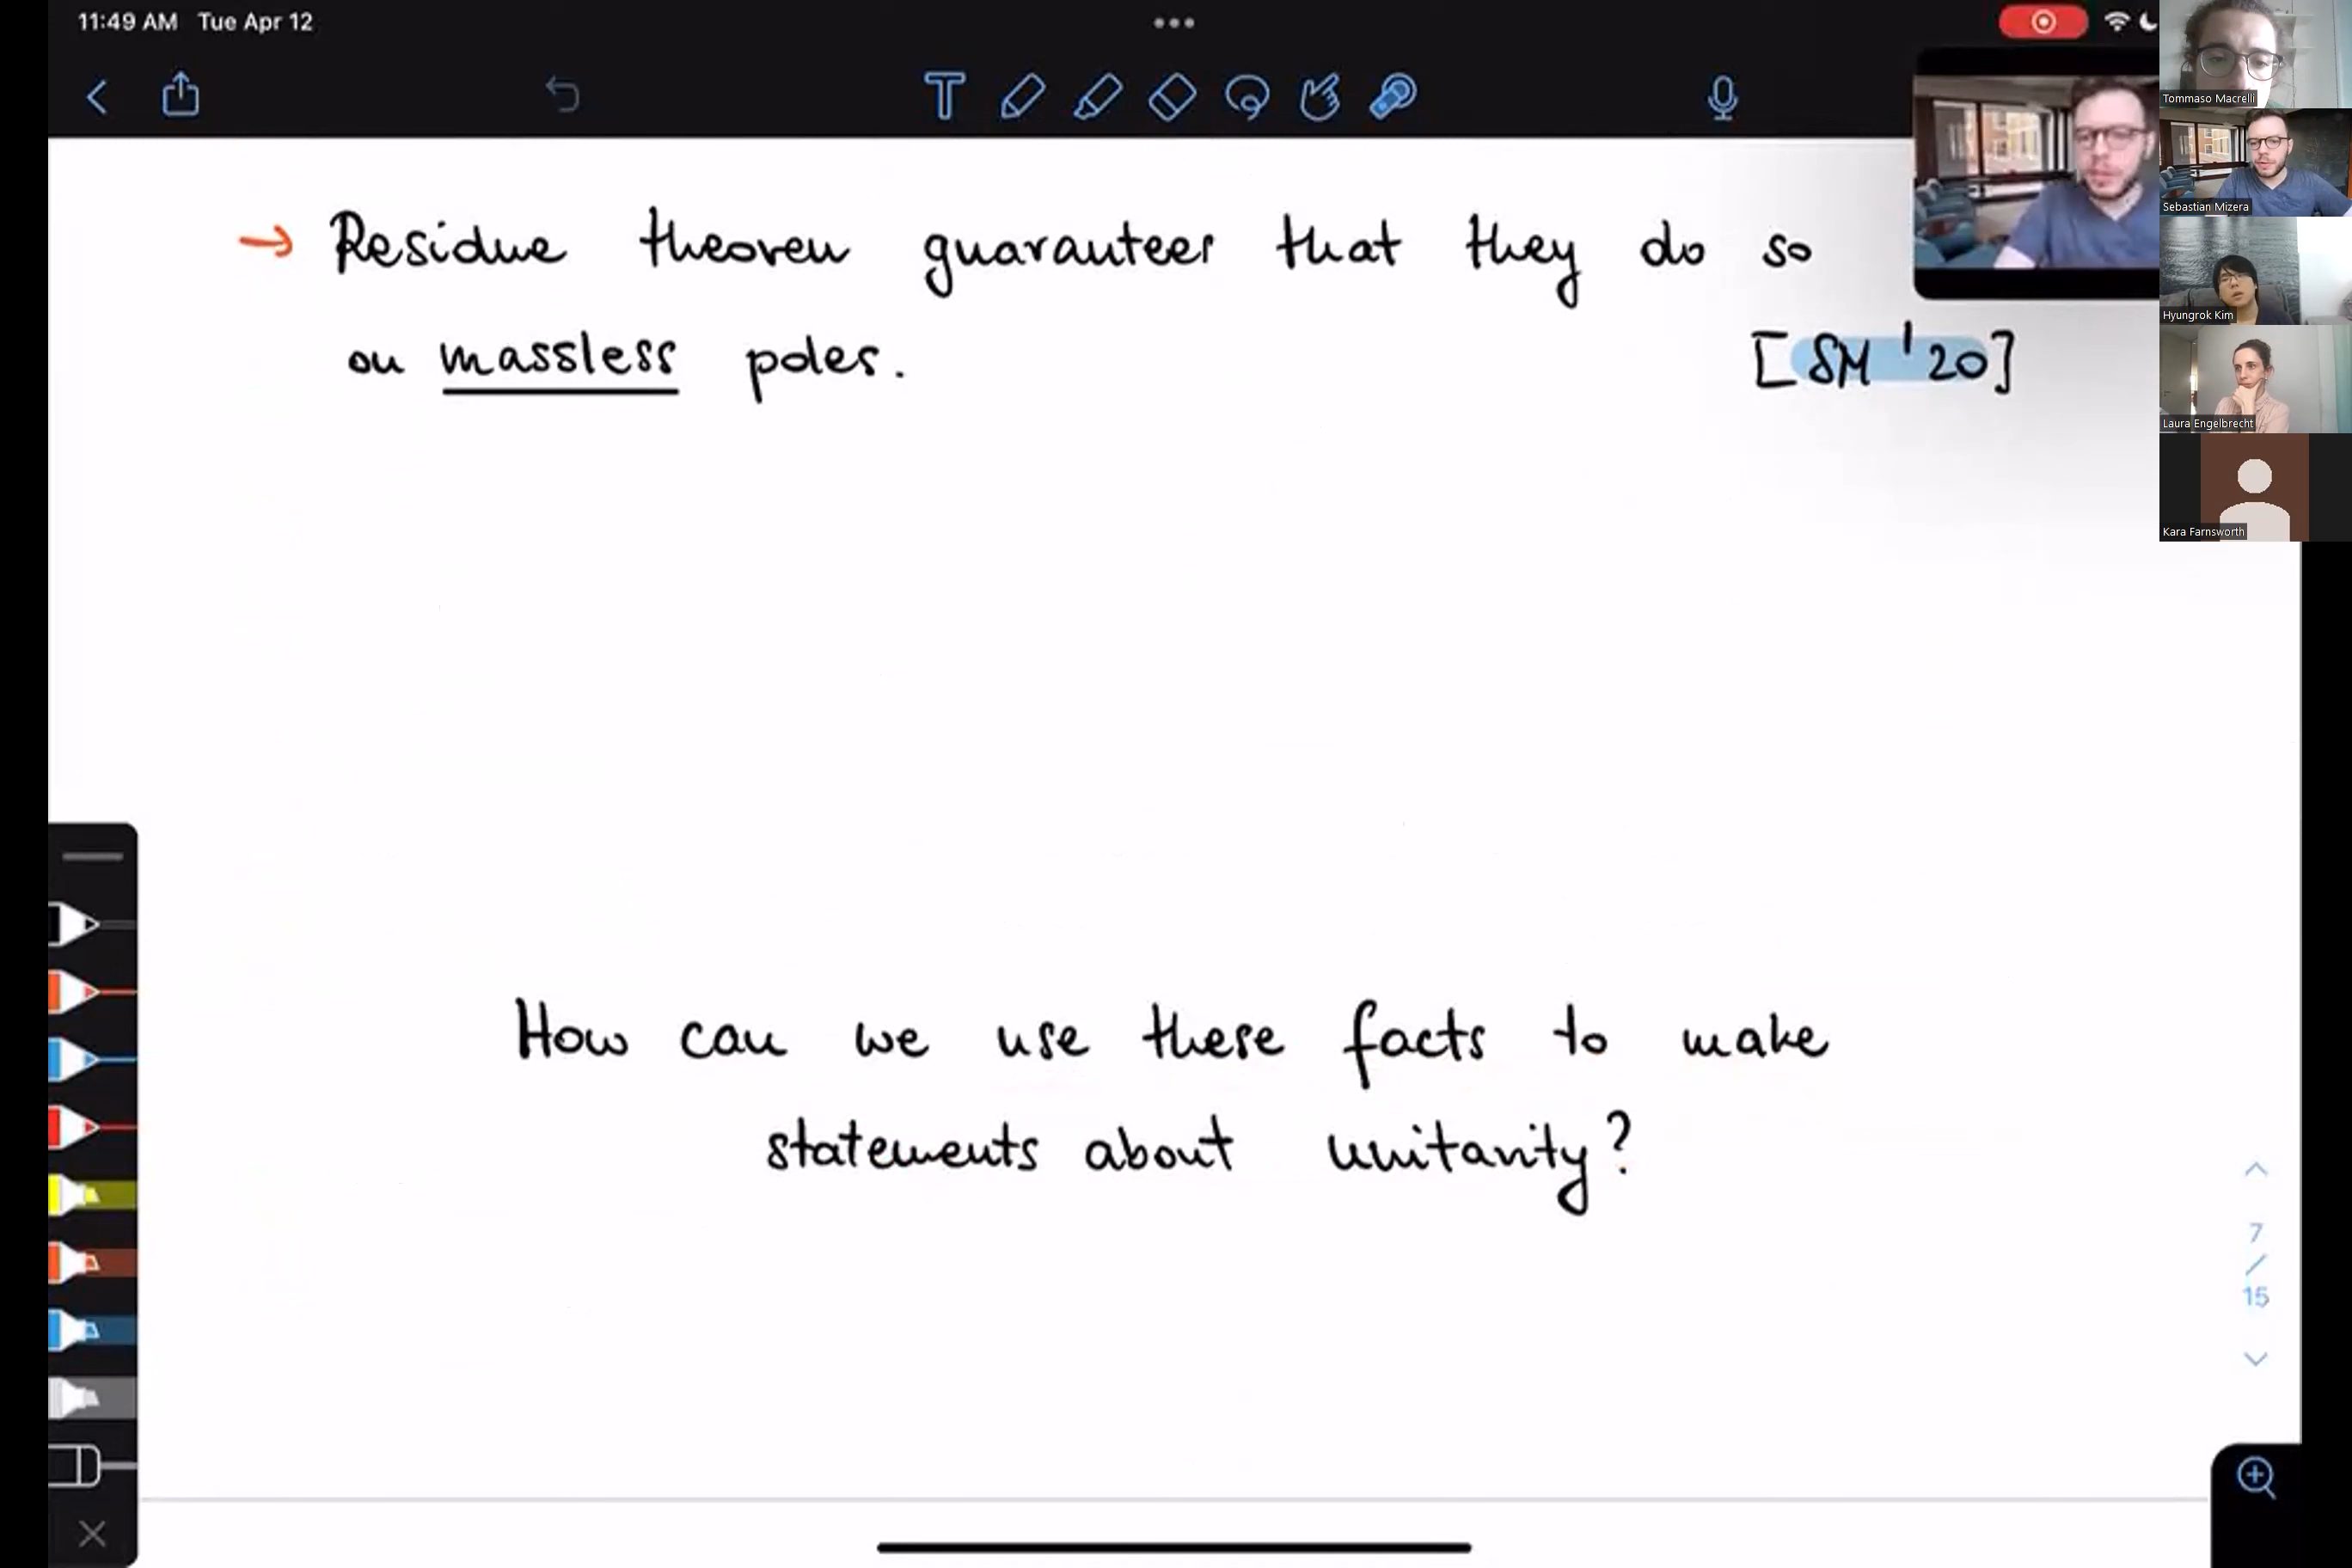 11:49 AM Tue Apr 12
→ Residue theorem guarantees that they do so
on massless poles.
[SM '20]
How can we use these facts to make
statements about unitarity?
7
/
15
Tommaso Macrelli
Sebastian Mizera
Hyungrok Kim
Laura Engelbrecht
Kara Farnsworth